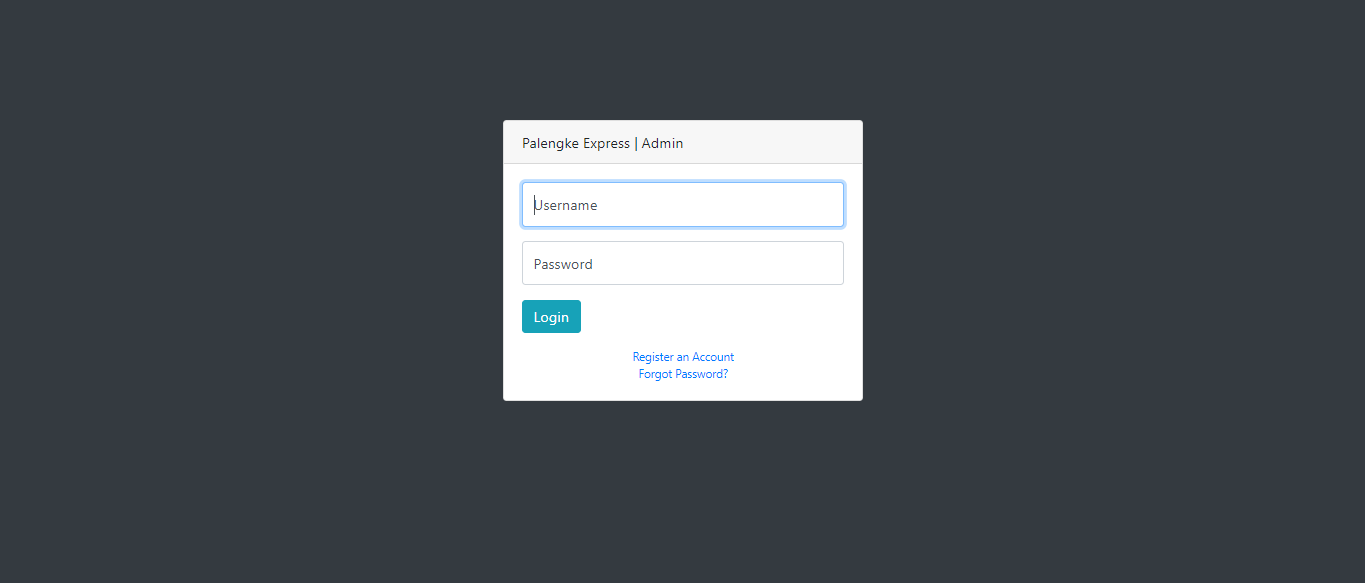 Palengke Express | Admin
Username
Password
Login
Register an Account
Forgot Password?